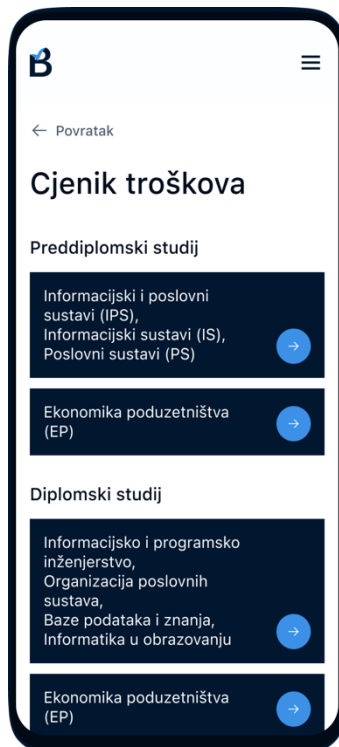 B
← Povratak
Cjenik troškova
Preddiplomski studij
Informacijski i poslovni
sustavi (IPS),
Informacijski sustavi (IS),
Poslovni sustavi (PS)
Ekonomika poduzetništva
(EP)
Diplomski studij
Informacijsko i programsko
inženjerstvo,
Organizacija poslovnih
sustava,
Baze podataka i znanja,
Informatika u obrazovanju
Ekonomika poduzetništva
(EP)